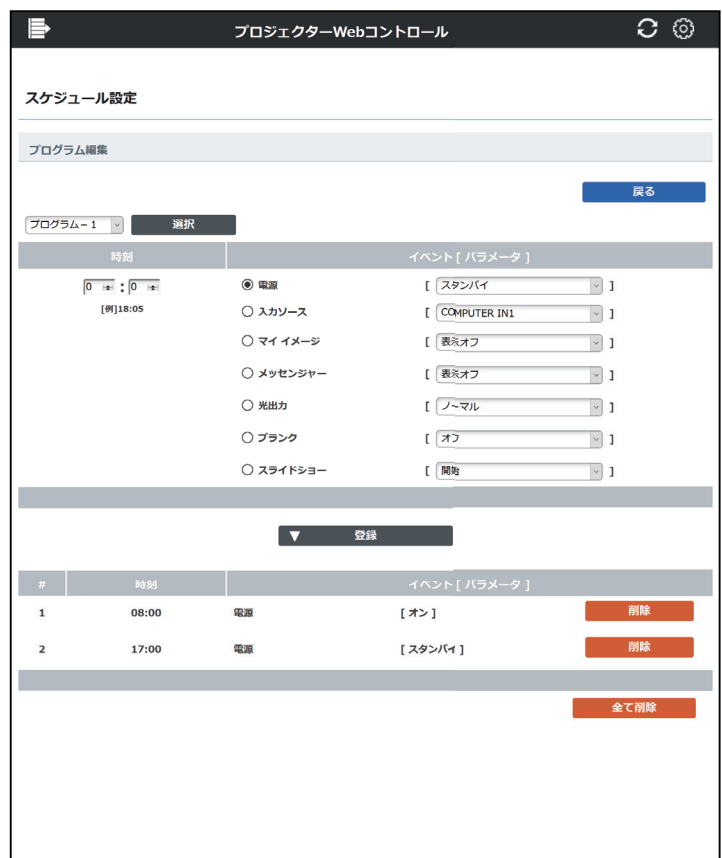 プロジェクターWebコントロール
スケジュール設定
プログラム編集
戻る
プログラム－1 選択
時刻 イベント [ パラメータ ]
0 : 0 電源 [ スタンバイ ]
[例]18:05 入力ソース [ COMPUTER IN1 ]
マイ イメージ [ 表示オフ ]
メッセンジャー [ 表示オフ ]
光出力 [ ノーマル ]
ブランク [ オフ ]
スライドショー [ 開始 ]
▼ 登録
# 時刻 イベント [ パラメータ ]
1 08:00 電源 [ オン ] 削除
2 17:00 電源 [ スタンバイ ] 削除
全て削除